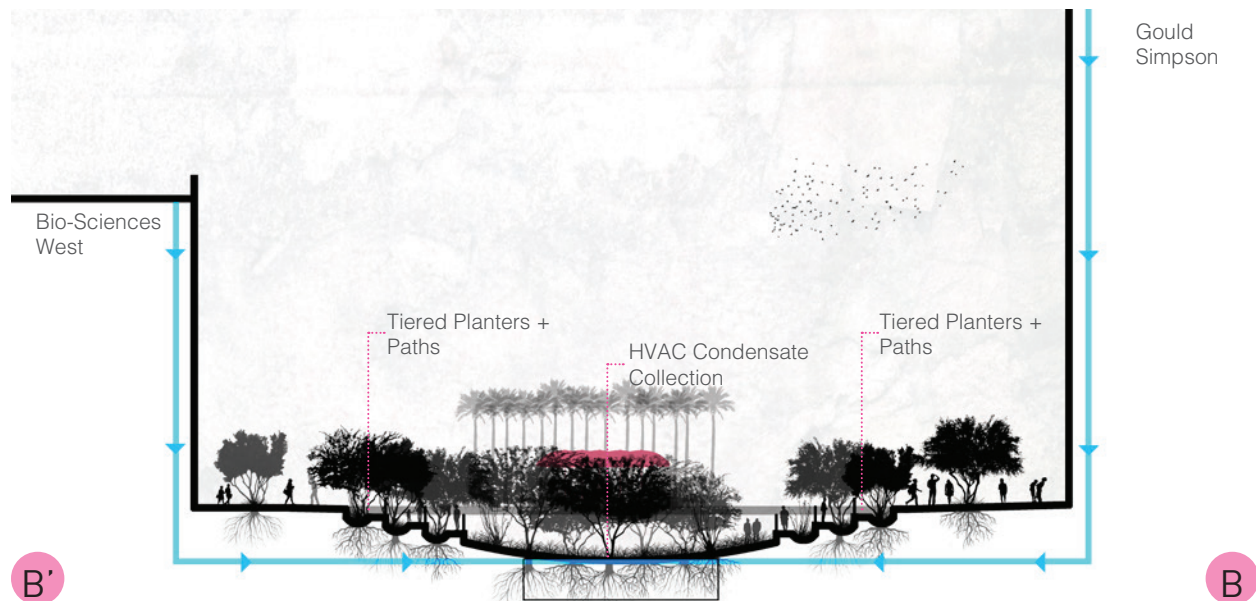 Gould
Simpson
Bio-Sciences
West
Tiered Planters +
Paths
HVAC Condensate
Collection
Tiered Planters +
Paths
B’
B